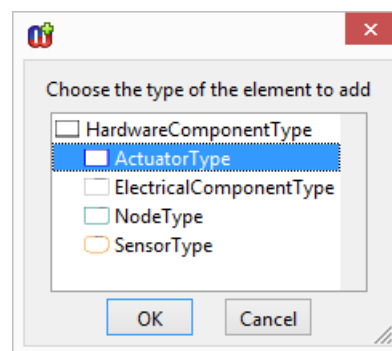 Choose the type of the element to add
HardwareComponentType
ActuatorType
ElectricalComponentType
NodeType
SensorType
OK
Cancel